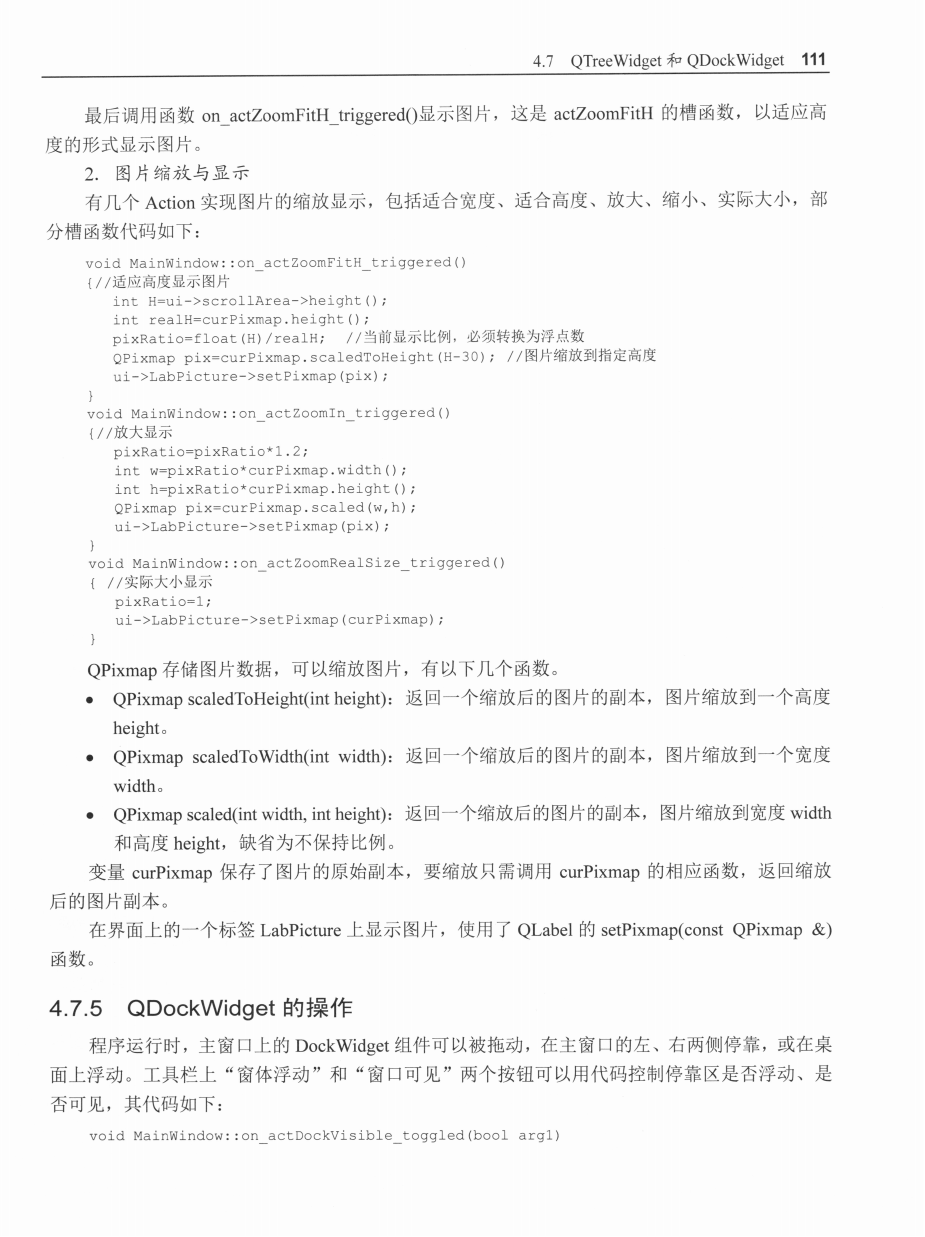 4.7 QTreeWidget 和 QDockWidget 111
最后调用函数 on_actZoomFitH_triggered()显示图片，这是 actZoomFitH 的槽函数，以适应高
度的形式显示图片。
2. 图片缩放与显示
有几个 Action 实现图片的缩放显示，包括适合宽度、适合高度、放大、缩小、实际大小，部
分槽函数代码如下：
void MainWindow::on_actZoomFitH_triggered()
{//适应高度显示图片
int H=ui->scrollArea->height();
int realH=curPixmap.height();
pixRatio=float(H)/realH; //当前显示比例，必须转换为浮点数
QPixmap pix=curPixmap.scaledToHeight(H-30); //图片缩放到指定高度
ui->LabPicture->setPixmap(pix);
}
void MainWindow::on_actZoomIn_triggered()
{//放大显示
pixRatio=pixRatio*1.2;
int w=pixRatio*curPixmap.width();
int h=pixRatio*curPixmap.height();
QPixmap pix=curPixmap.scaled(w,h);
ui->LabPicture->setPixmap(pix);
}
void MainWindow::on_actZoomRealSize_triggered()
{ //实际大小显示
pixRatio=1;
ui->LabPicture->setPixmap(curPixmap);
}
QPixmap 存储图片数据，可以缩放图片，有以下几个函数。
• QPixmap scaledToHeight(int height)：返回一个缩放后的图片的副本，图片缩放到一个高度
height。
• QPixmap scaledToWidth(int width)：返回一个缩放后的图片的副本，图片缩放到一个宽度
width。
• QPixmap scaled(int width, int height)：返回一个缩放后的图片的副本，图片缩放到宽度 width
和高度 height，缺省为不保持比例。
变量 curPixmap 保存了图片的原始副本，要缩放只需调用 curPixmap 的相应函数，返回缩放
后的图片副本。
在界面上的一个标签 LabPicture 上显示图片，使用了 QLabel 的 setPixmap(const QPixmap &)
函数。
4.7.5 QDockWidget 的操作
程序运行时，主窗口上的 DockWidget 组件可以被拖动，在主窗口的左、右两侧停靠，或在桌
面上浮动。工具栏上“窗体浮动”和“窗口可见”两个按钮可以用代码控制停靠区是否浮动、是
否可见，其代码如下：
void MainWindow::on_actDockVisible_toggled(bool arg1)